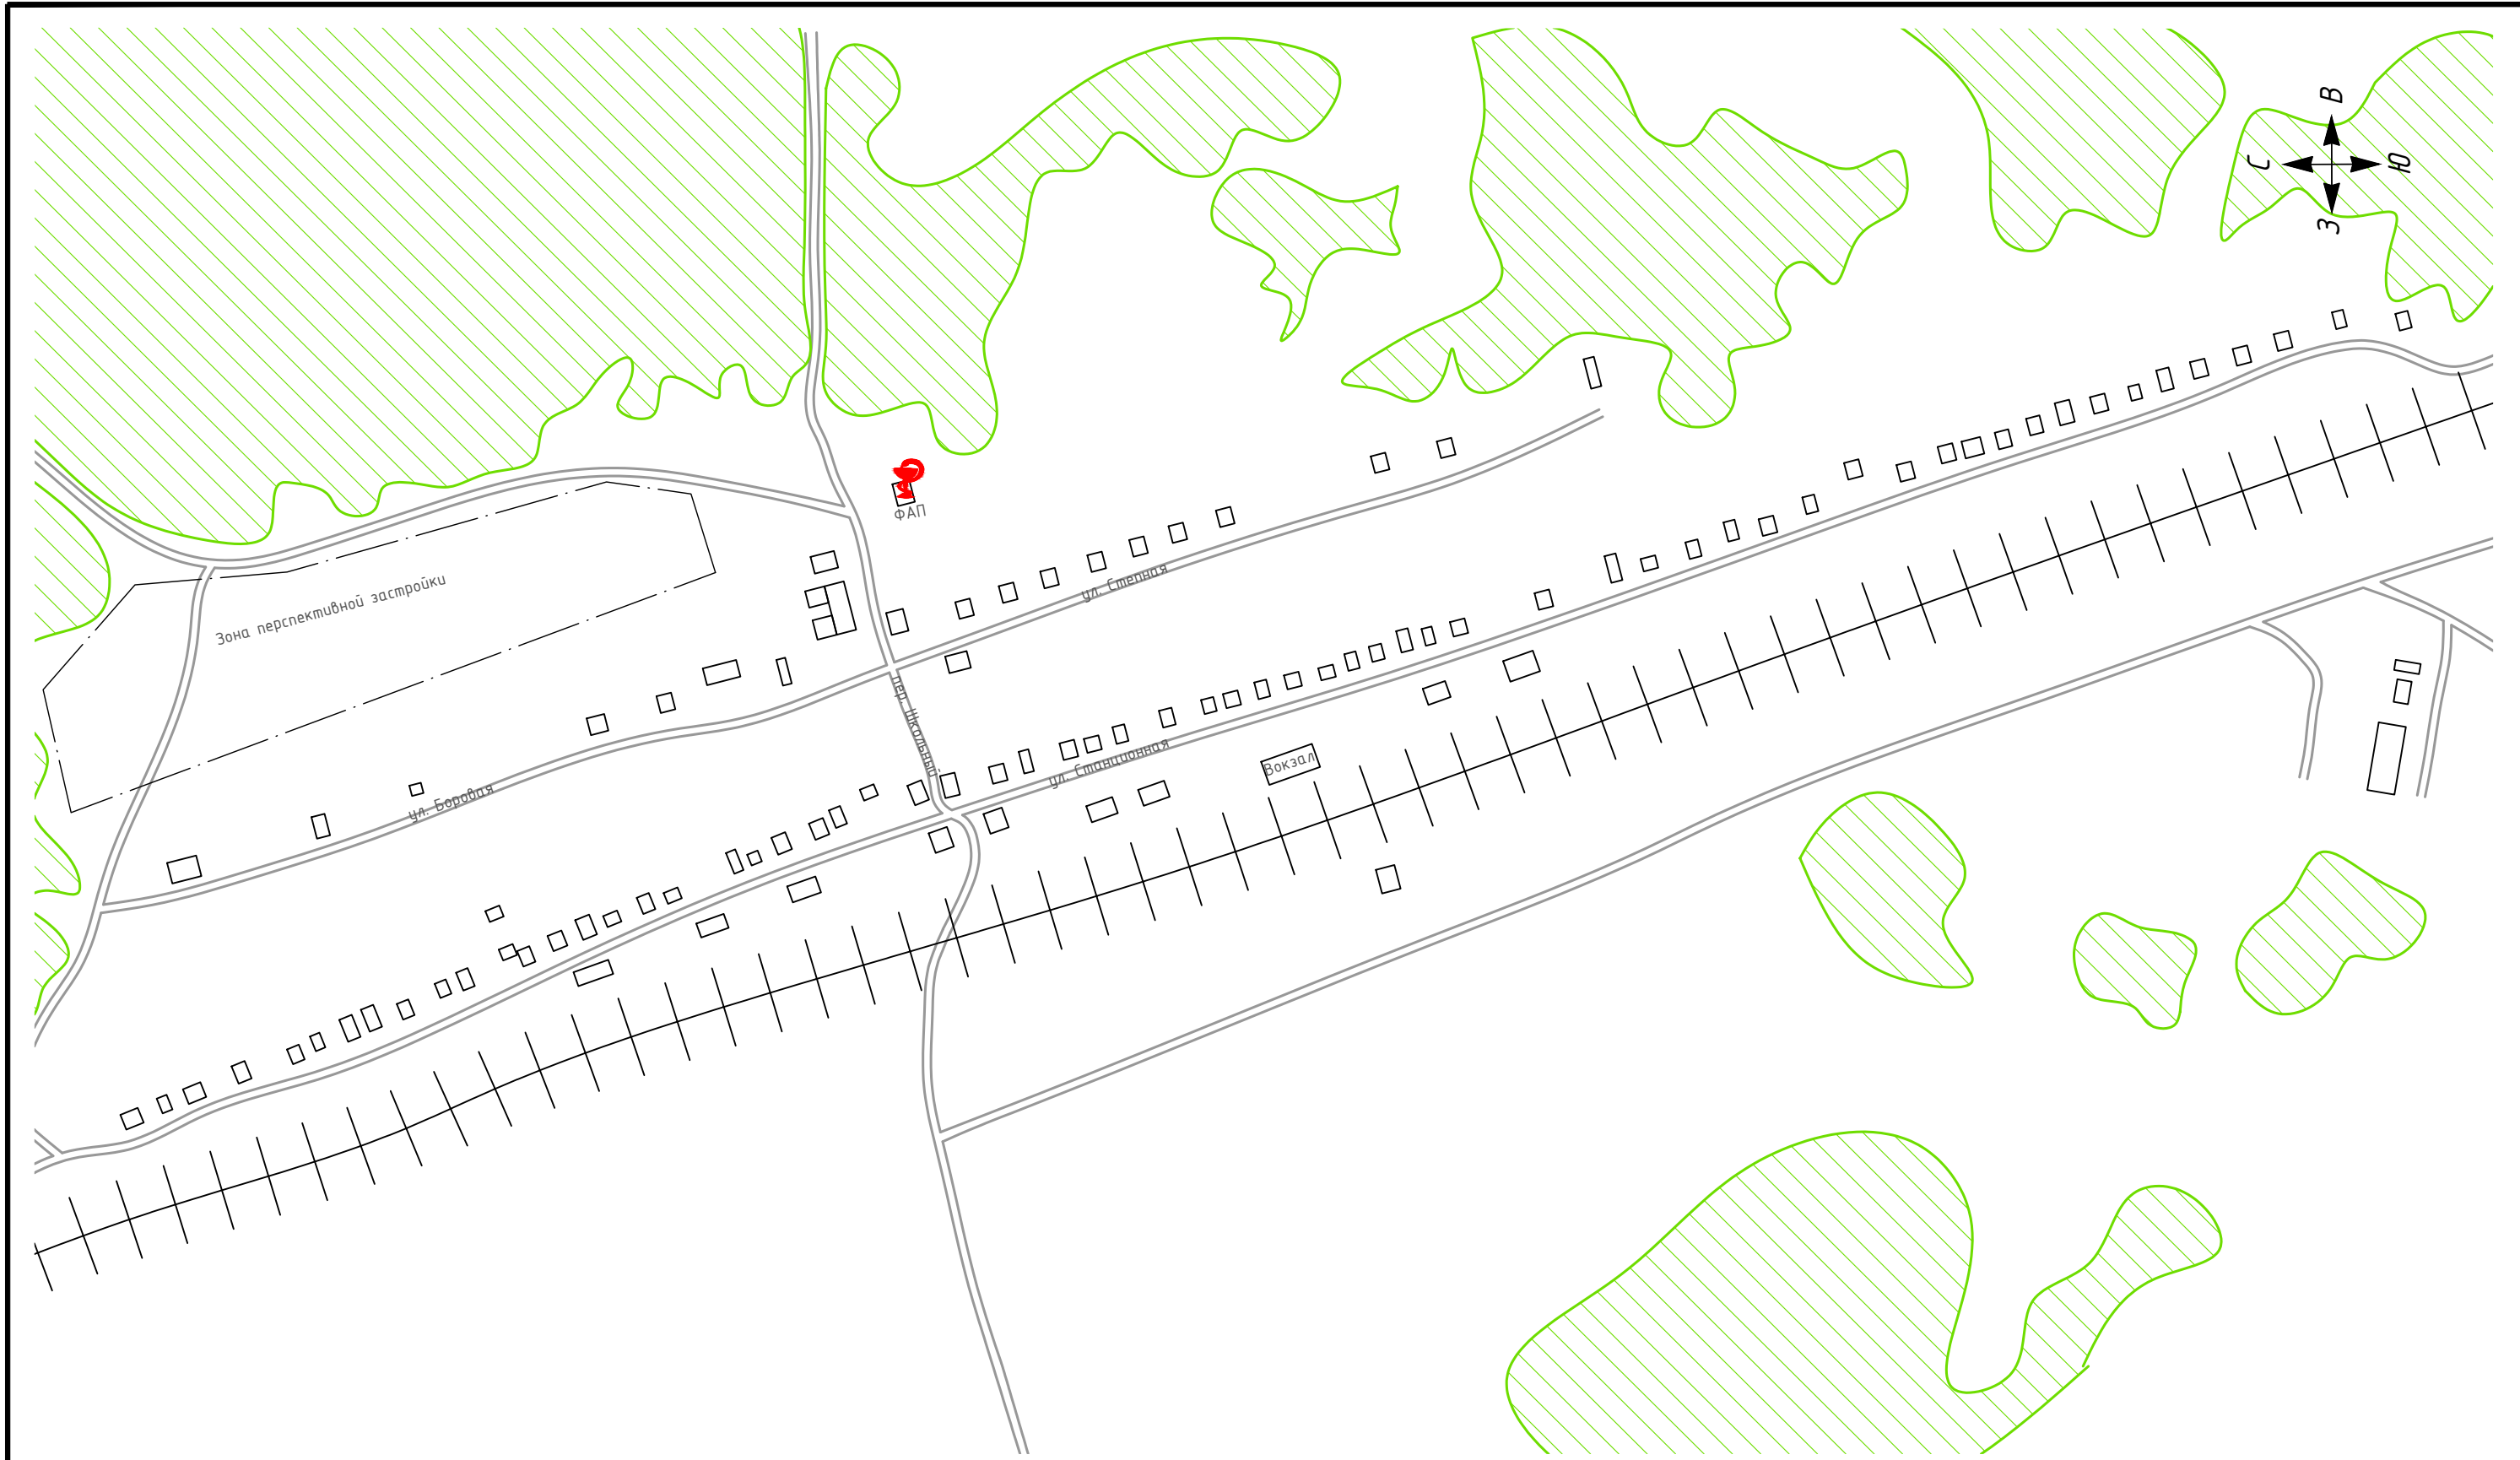 В
С
Ю
З
ФАП
ул. Степная
Зона перспективной застройки
пер. Школьный
ул. Станционная
Вокзал
ул. Боровая